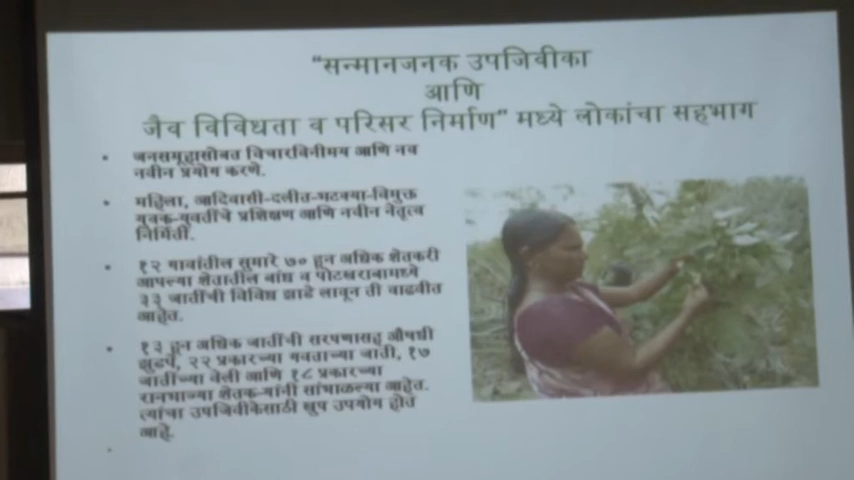 “सन्मानजनक उपजिवीका
आणि
जैव विविधता व परिसर निर्माण” मध्ये लोकांचा सहभाग
जनसमूहासोबत विचारविनीमय आणि नव
नवीन प्रयोग करणे.
महिला, आदिवासी-दलीत-भटक्या-विमुक्त
युवक-युवतींचे प्रशिक्षण आणि नवीन नेतृत्व
निर्मिती.
१२ गावांतील सुमारे ७० हून अधिक शेतकरी
आपल्या शेतातील बांध व पोटखराबामध्ये
३३ जातींची विविध झाडे लावून ती वाढवीत
आहेत.
१३ हून अधिक जातींची सरपणासह औषधी
झुडपे, २२ प्रकारच्या गवताच्या जाती, १७
जातींच्या वेली आणि १८ प्रकारच्या
रानभाज्या शेतक-यांनी सांभाळल्या आहेत.
त्यांचा उपजिवीकेसाठी खुप उपयोग होत
आहे.